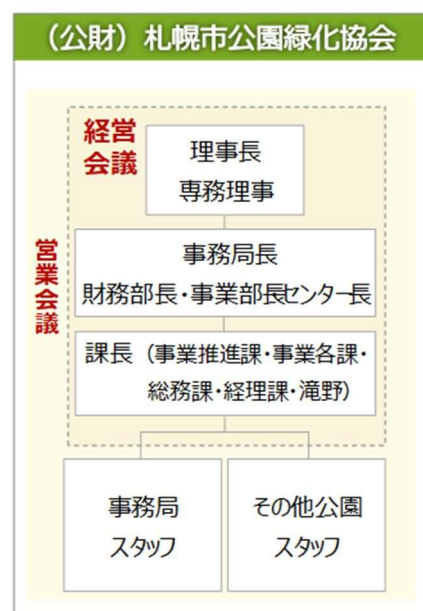 （公財）札幌市公園緑化協会
経営
会議
理事長
専務理事
営業会議
事務局長
財務部長・事業部長センター長
課長（事業推進課・事業各課・
総務課・経理課・滝野）
事務局
スタッフ
その他公園
スタッフ